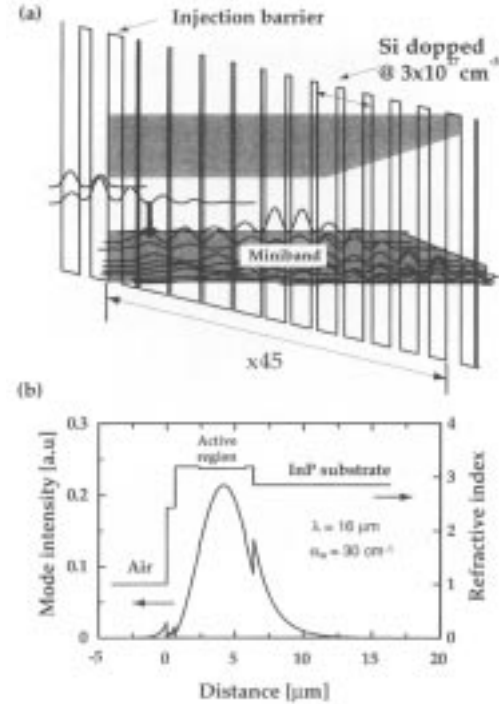 (a)
Injection barrier
Si dopped
@ 3x10 cm
Miniband
x45
(b)
0.3
0.2
0.1
0
Mode intensity [a.u]
4
3
2
1
0
Refractive index
Active
region
InP substrate
Air
λ = 16 μm
= 30 cm⁻¹
-5
0
5
10
15
20
Distance [μm]